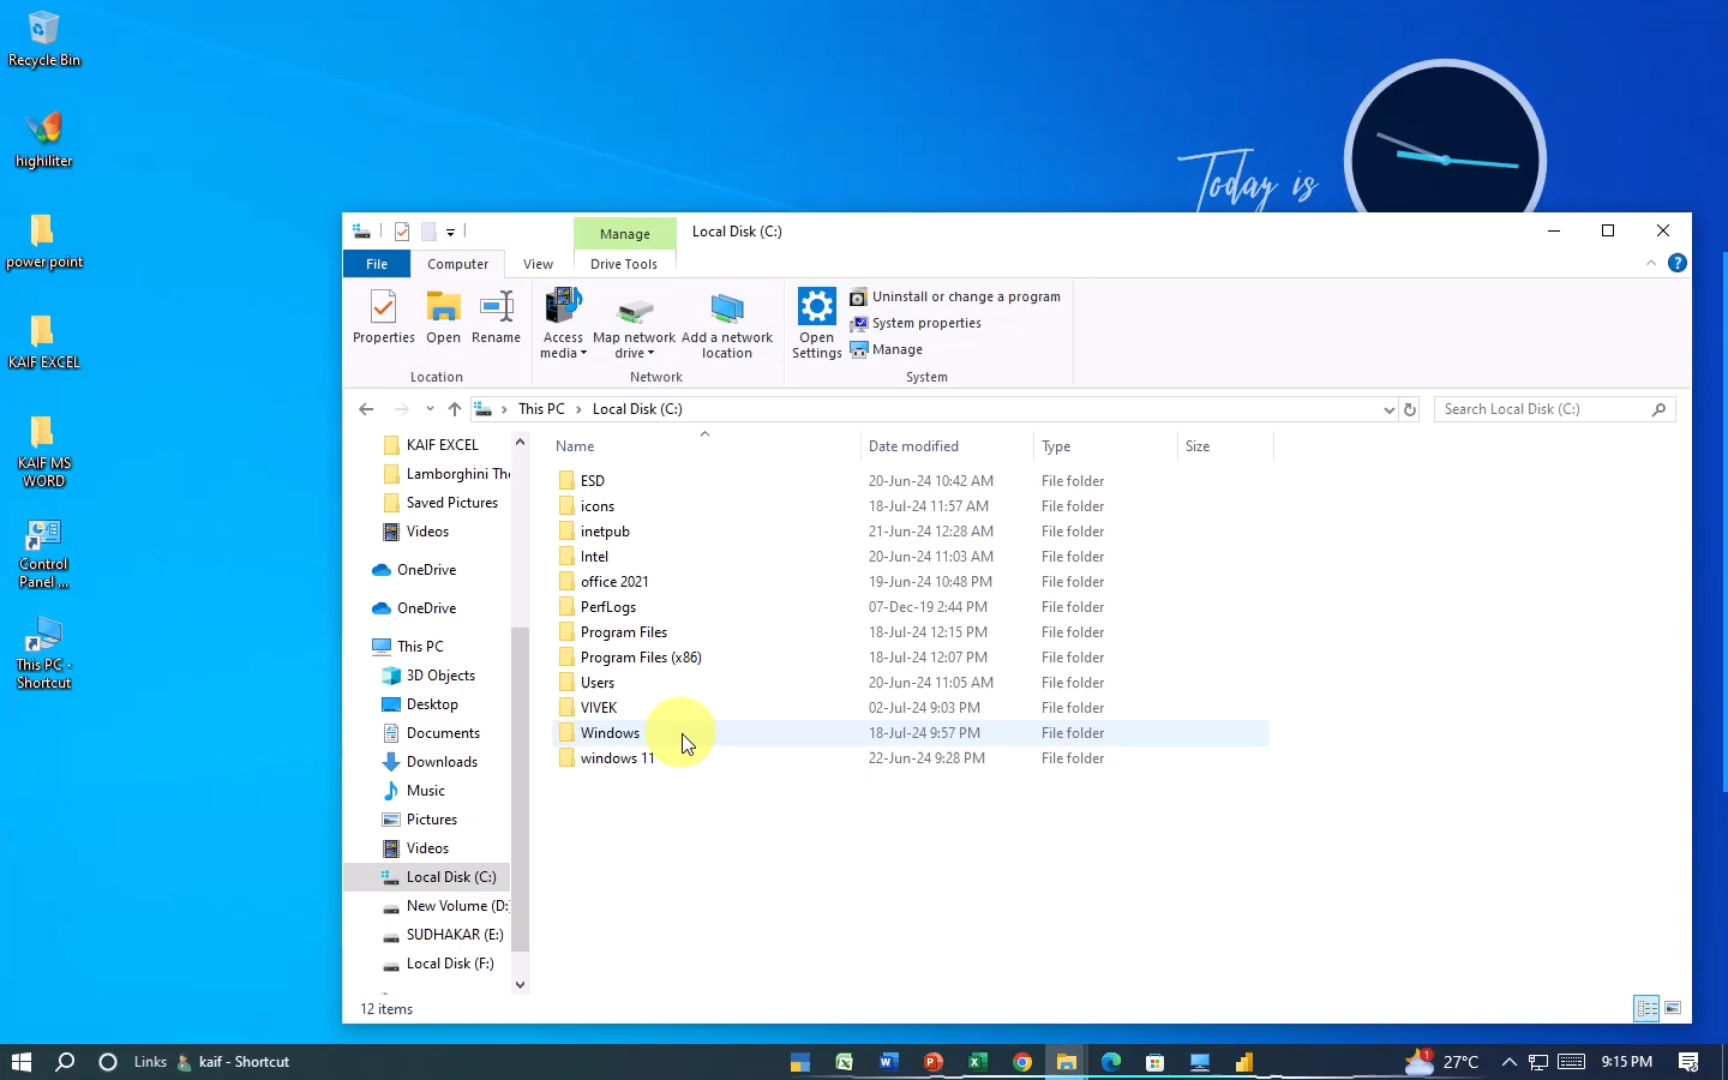 Recycle Bin
highiliter
power point
KAIF EXCEL
KAIF MS
WORD
Control
Panel ...
This PC -
Shortcut
Today is
Manage
Local Disk (C:)
File
Computer
View
Drive Tools
?
Properties
Open
Rename
Access
media
Map network
drive
Add a network
location
Open
Settings
Uninstall or change a program
System properties
Manage
Location
Network
System
This PC > Local Disk (C:)
Search Local Disk (C:)
KAIF EXCEL
Lamborghini The
Saved Pictures
Videos
OneDrive
OneDrive
This PC
3D Objects
Desktop
Documents
Downloads
Music
Pictures
Videos
Local Disk (C:)
New Volume (D:)
SUDHAKAR (E:)
Local Disk (F:)
Name Date modified Type Size
ESD 20-Jun-24 10:42 AM File folder
icons 18-Jul-24 11:57 AM File folder
inetpub 21-Jun-24 12:28 AM File folder
Intel 20-Jun-24 11:03 AM File folder
office 2021 19-Jun-24 10:48 PM File folder
PerfLogs 07-Dec-19 2:44 PM File folder
Program Files 18-Jul-24 12:15 PM File folder
Program Files (x86) 18-Jul-24 12:07 PM File folder
Users 20-Jun-24 11:05 AM File folder
VIVEK 02-Jul-24 9:03 PM File folder
Windows 18-Jul-24 9:57 PM File folder
windows 11 22-Jun-24 9:28 PM File folder
12 items
Links
kaif - Shortcut
1
27°C
9:15 PM